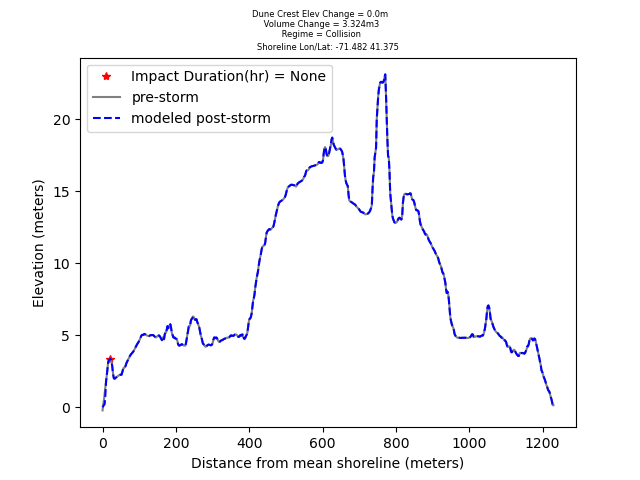 Dune Crest Elev Change = 0.0m
Volume Change = 3.324m3
Regime = Collision
Shoreline Lon/Lat: -71.482 41.375
Impact Duration(hr) = None
pre-storm
modeled post-storm
Elevation (meters)
20
15
10
5
0
0 200 400 600 800 1000 1200
Distance from mean shoreline (meters)